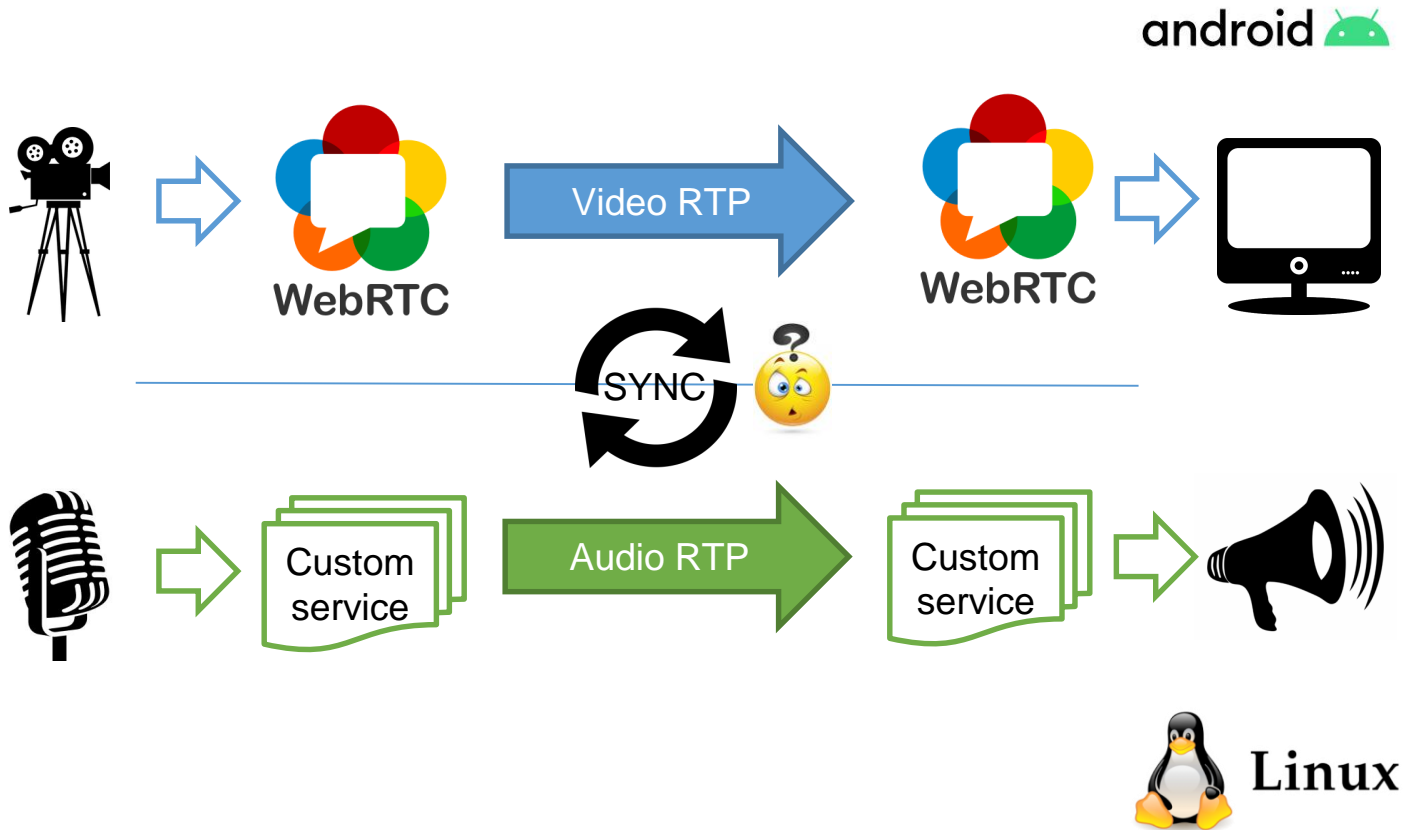 android
Video RTP
WebRTC
WebRTC
SYNC
?
Custom
service
Audio RTP
Custom
service
Linux